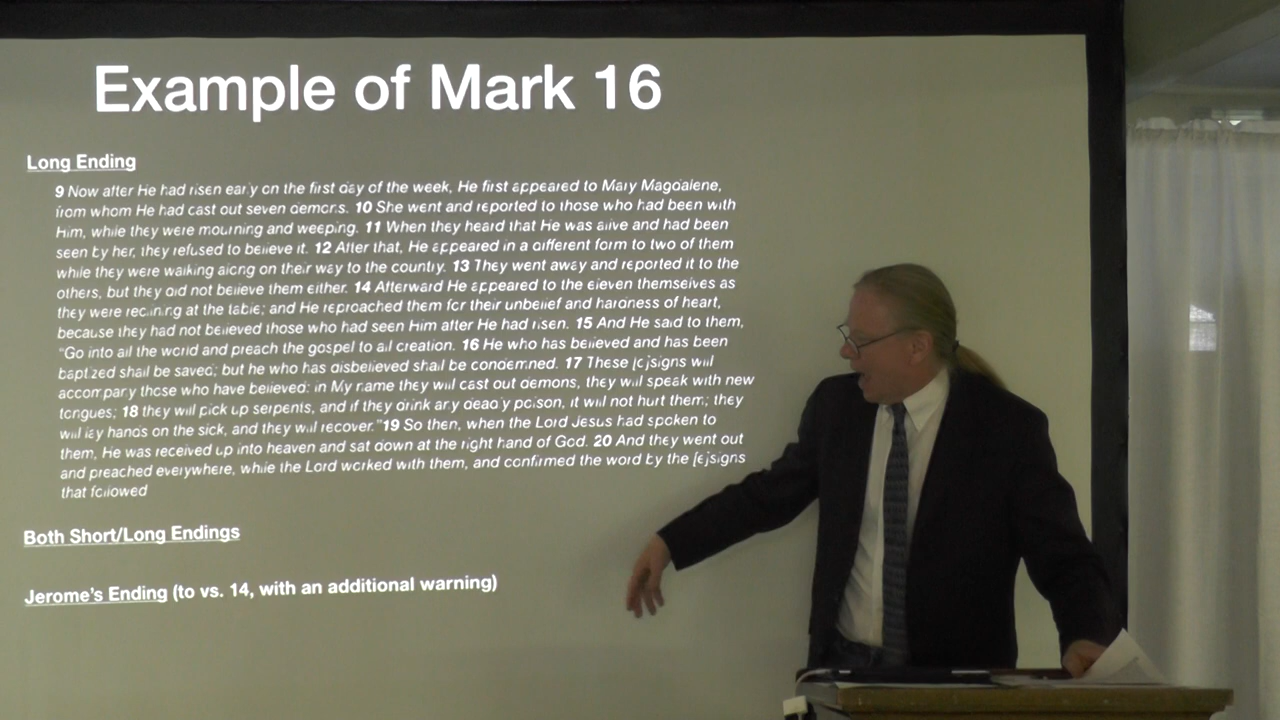 Example of Mark 16
Long Ending
9 Now after He had risen early on the first day of the week, He first appeared to Mary Magdalene,
from whom He had cast out seven demons. 10 She went and reported to those who had been with
Him, while they were mourning and weeping. 11 When they heard that He was alive and had been
seen by her, they refused to believe it. 12 After that, He appeared in a different form to two of them
while they were walking along on their way to the country. 13 They went away and reported it to the
others, but they did not believe them either. 14 Afterward He appeared to the eleven themselves as
they were reclining at the table; and He reproached them for their unbelief and hardness of heart,
because they had not believed those who had seen Him after He had risen. 15 And He said to them,
"Go into all the world and preach the gospel to all creation. 16 He who has believed and has been
baptized shall be saved; but he who has disbelieved shall be condemned. 17 These [c]signs will
accompany those who have believed: in My name they will cast out demons, they will speak with new
tongues; 18 they will pick up serpents, and if they drink any deadly poison, it will not hurt them; they
will lay hands on the sick, and they will recover."19 So then, when the Lord Jesus had spoken to
them, He was received up into heaven and sat down at the right hand of God. 20 And they went out
and preached everywhere, while the Lord worked with them, and confirmed the word by the [e]signs
that followed
Both Short/Long Endings
Jerome's Ending (to vs. 14, with an additional warning)